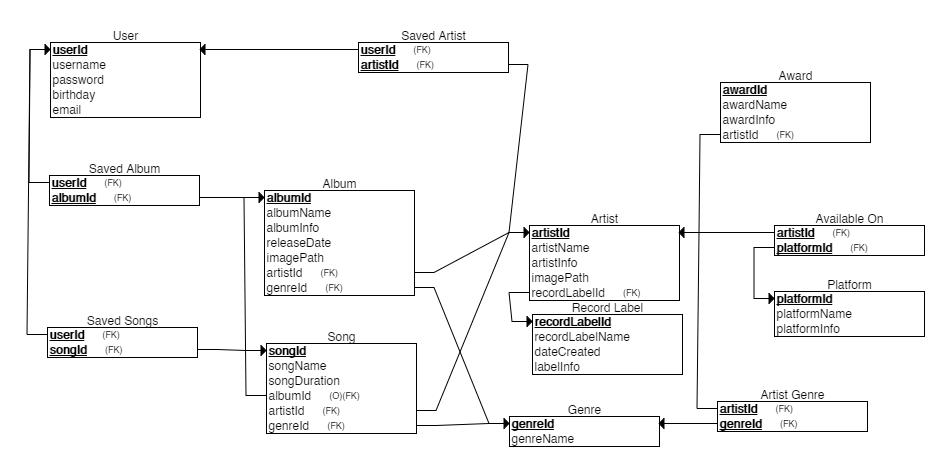 User
userId
username
password
birthday
email
Saved Artist
userId (FK)
artistId (FK)
Award
awardId
awardName
awardInfo
artistId (FK)
Saved Album
userId (FK)
albumId (FK)
Album
albumId
albumName
albumInfo
releaseDate
imagePath
artistId (FK)
genreId (FK)
Artist
artistId
artistName
artistInfo
imagePath
recordLabelId (FK)
Available On
artistId (FK)
platformId (FK)
Platform
platformId
platformName
platformInfo
Record Label
recordLabelId
recordLabelName
dateCreated
labelInfo
Saved Songs
userId (FK)
songId (FK)
Song
songId
songName
songDuration
albumId (O)(FK)
artistId (FK)
genreId (FK)
Genre
genreId
genreName
Artist Genre
artistId (FK)
genreId (FK)